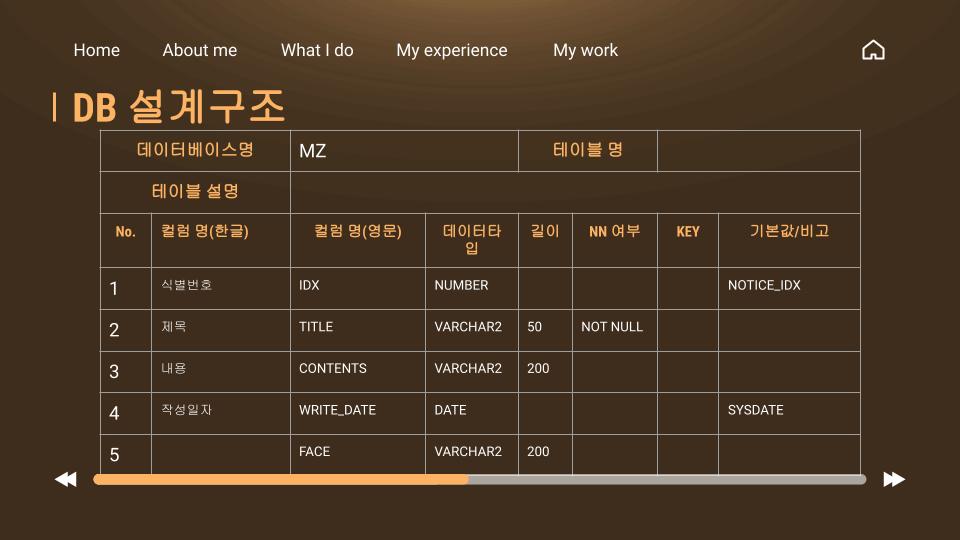 Home About me What I do My experience My work
DB 설계구조
데이터베이스명 MZ 테이블 명
테이블 설명
No. 컬럼 명(한글) 컬럼 명(영문) 데이터타
입 길이 NN 여부 KEY 기본값/비고
1 식별번호 IDX NUMBER NOTICE_IDX
2 제목 TITLE VARCHAR2 50 NOT NULL
3 내용 CONTENTS VARCHAR2 200
4 작성일자 WRITE_DATE DATE SYSDATE
5 FACE VARCHAR2 200